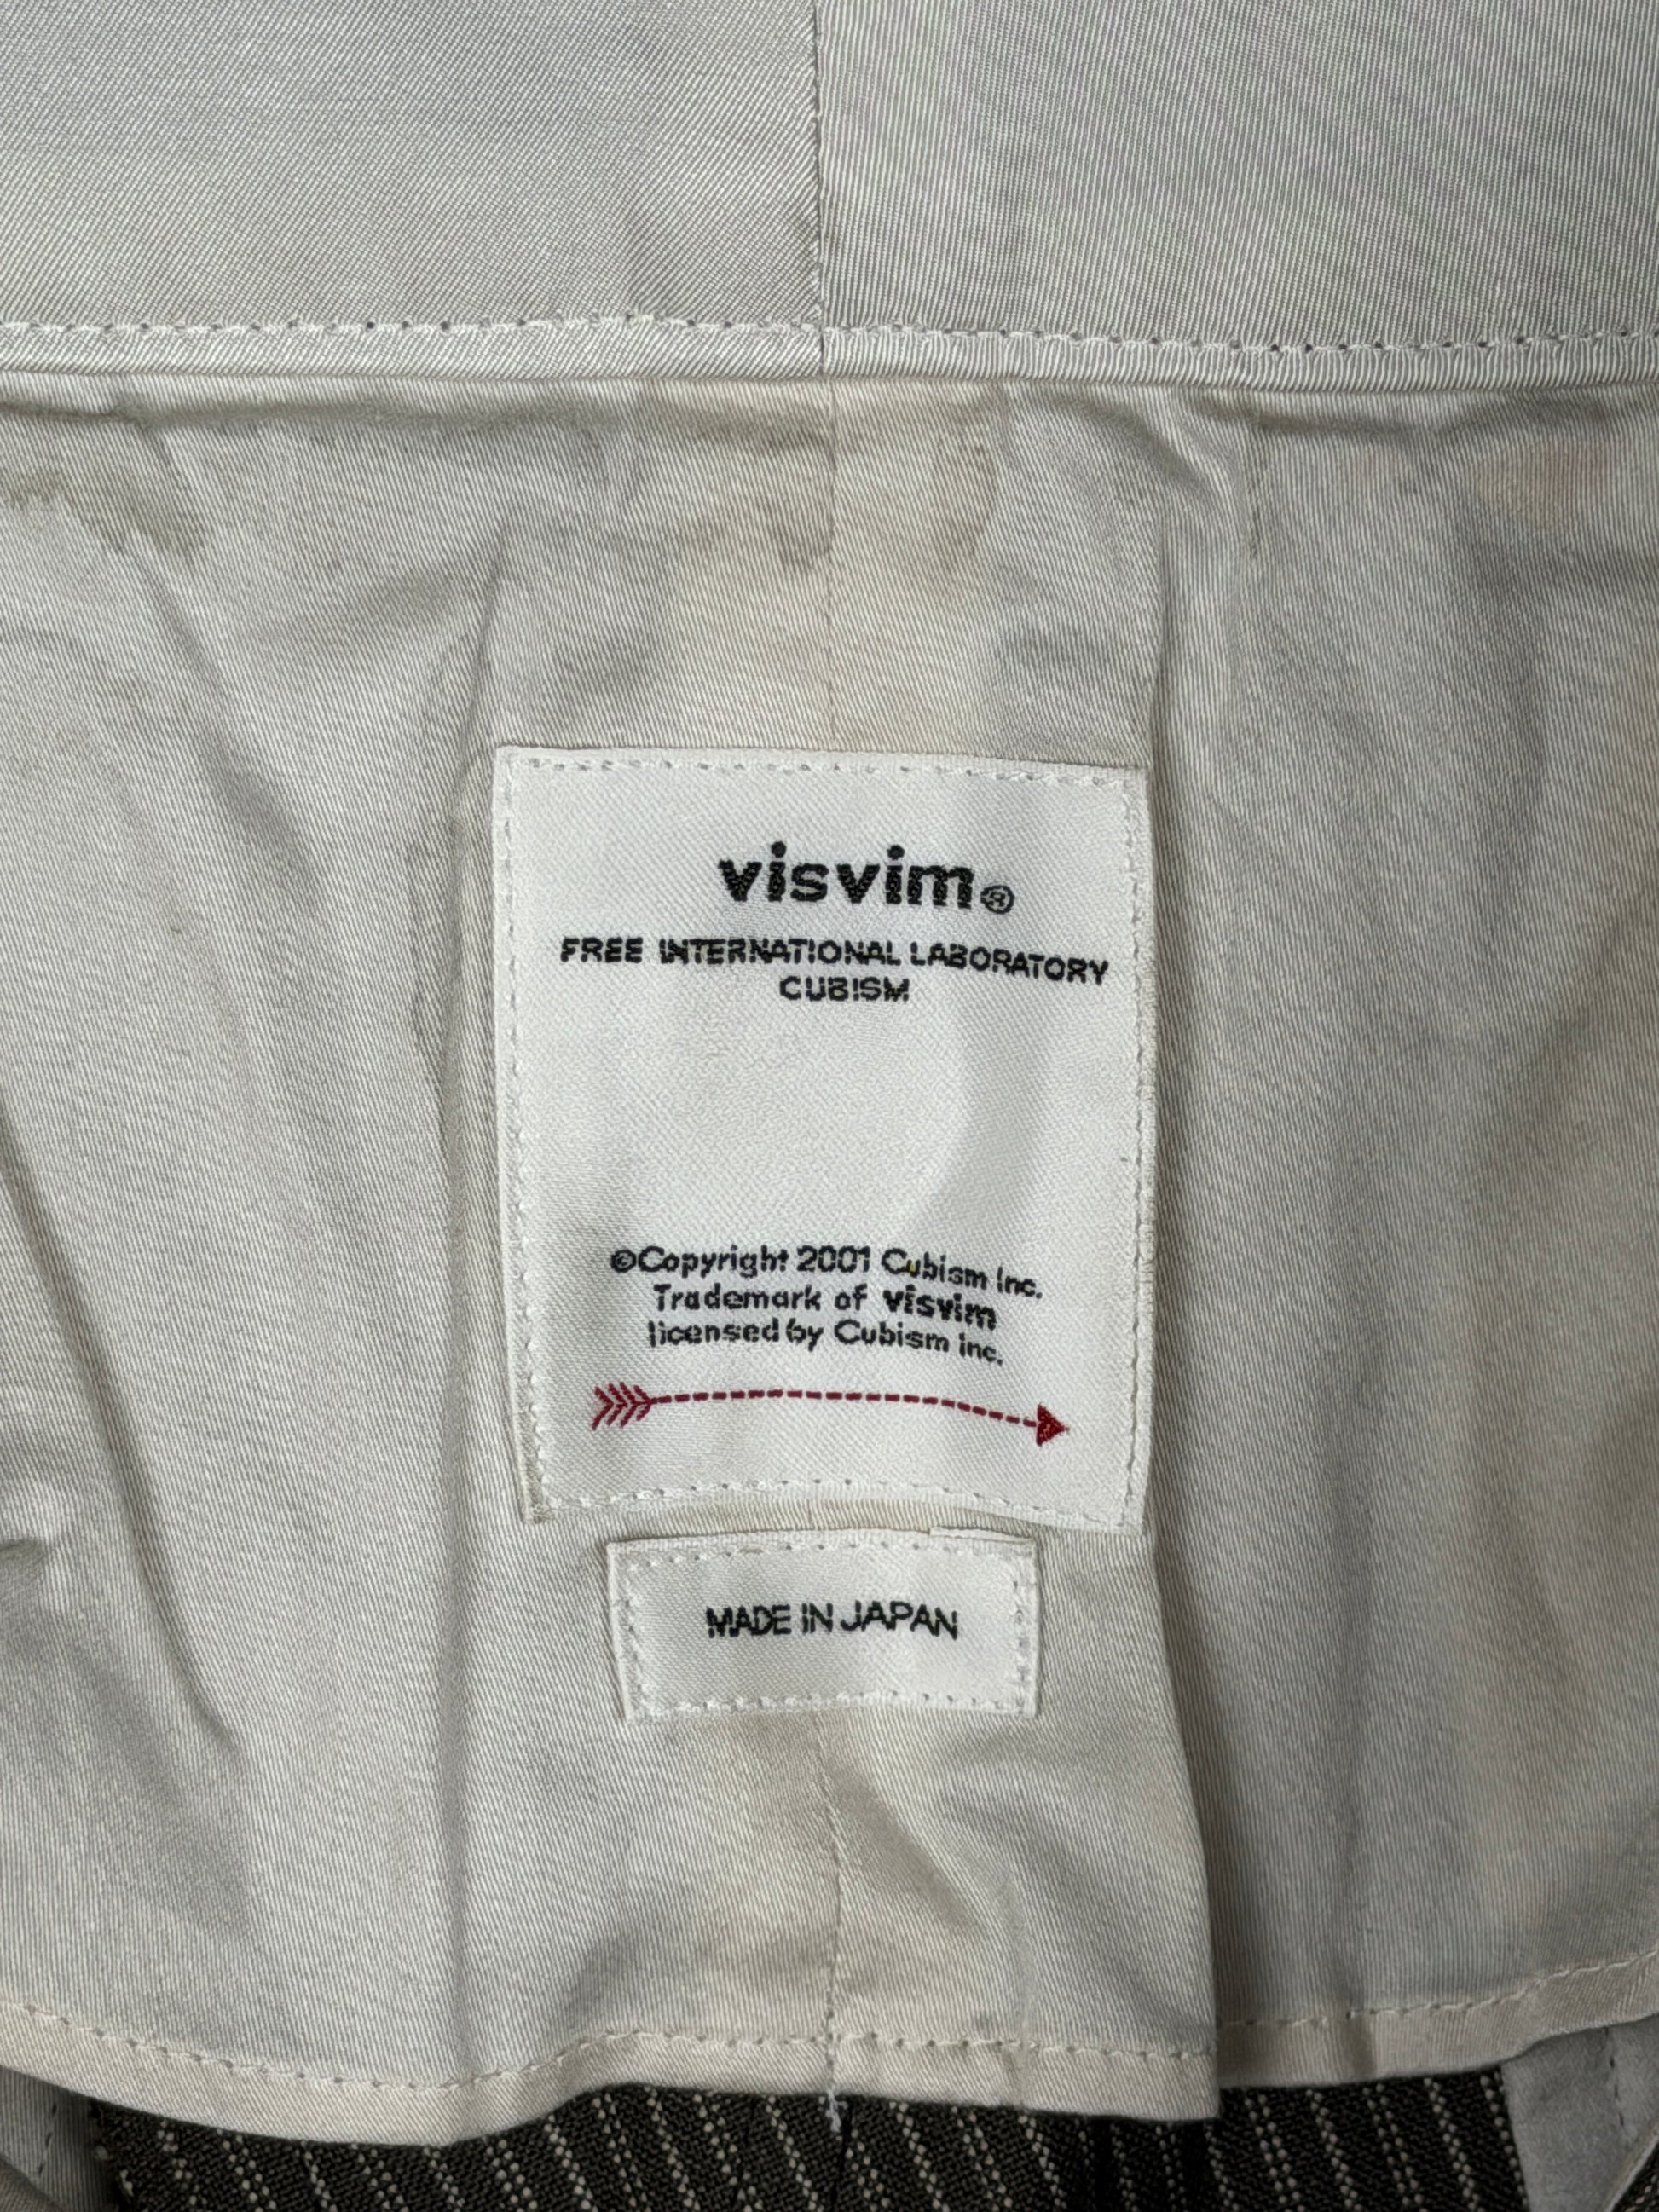 visvim®
FREE INTERNATIONAL LABORATORY
CUBISM
©Copyright 2001 Cubism Inc.
Trademark of visvim
licensed by Cubism Inc.
MADE IN JAPAN